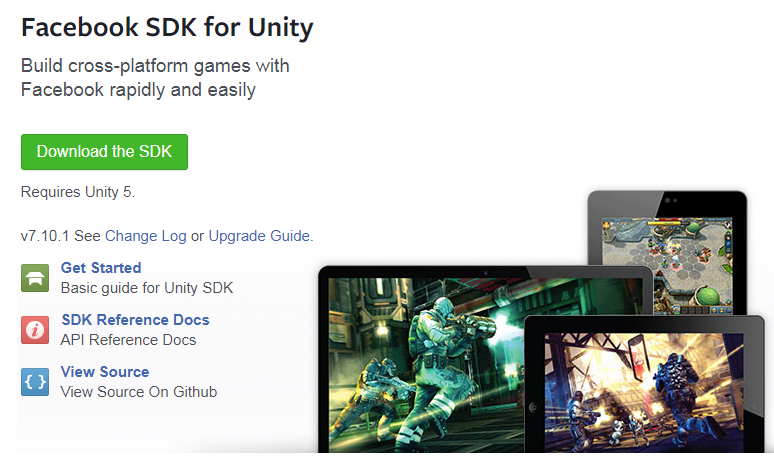 Facebook SDK for Unity
Build cross-platform games with
Facebook rapidly and easily
Download the SDK
Requires Unity 5.
v7.10.1 See Change Log or Upgrade Guide.
Get Started
Basic guide for Unity SDK
SDK Reference Docs
API Reference Docs
View Source
View Source On Github